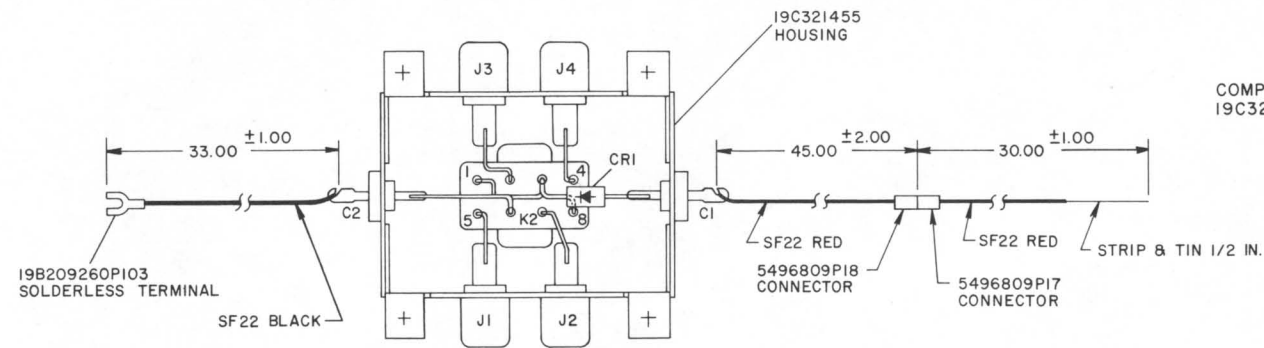 19C321455
HOUSING
COMP
19C32
J3
J4
±1.00
33.00
±2.00
45.00
±1.00
30.00
1
4
CR1
C2
5
K2
8
C1
SF22 RED
SF22 RED
STRIP & TIN 1/2 IN.
19B209260P103
SOLDERLESS TERMINAL
5496809P18
CONNECTOR
5496809P17
CONNECTOR
SF22 BLACK
J1
J2